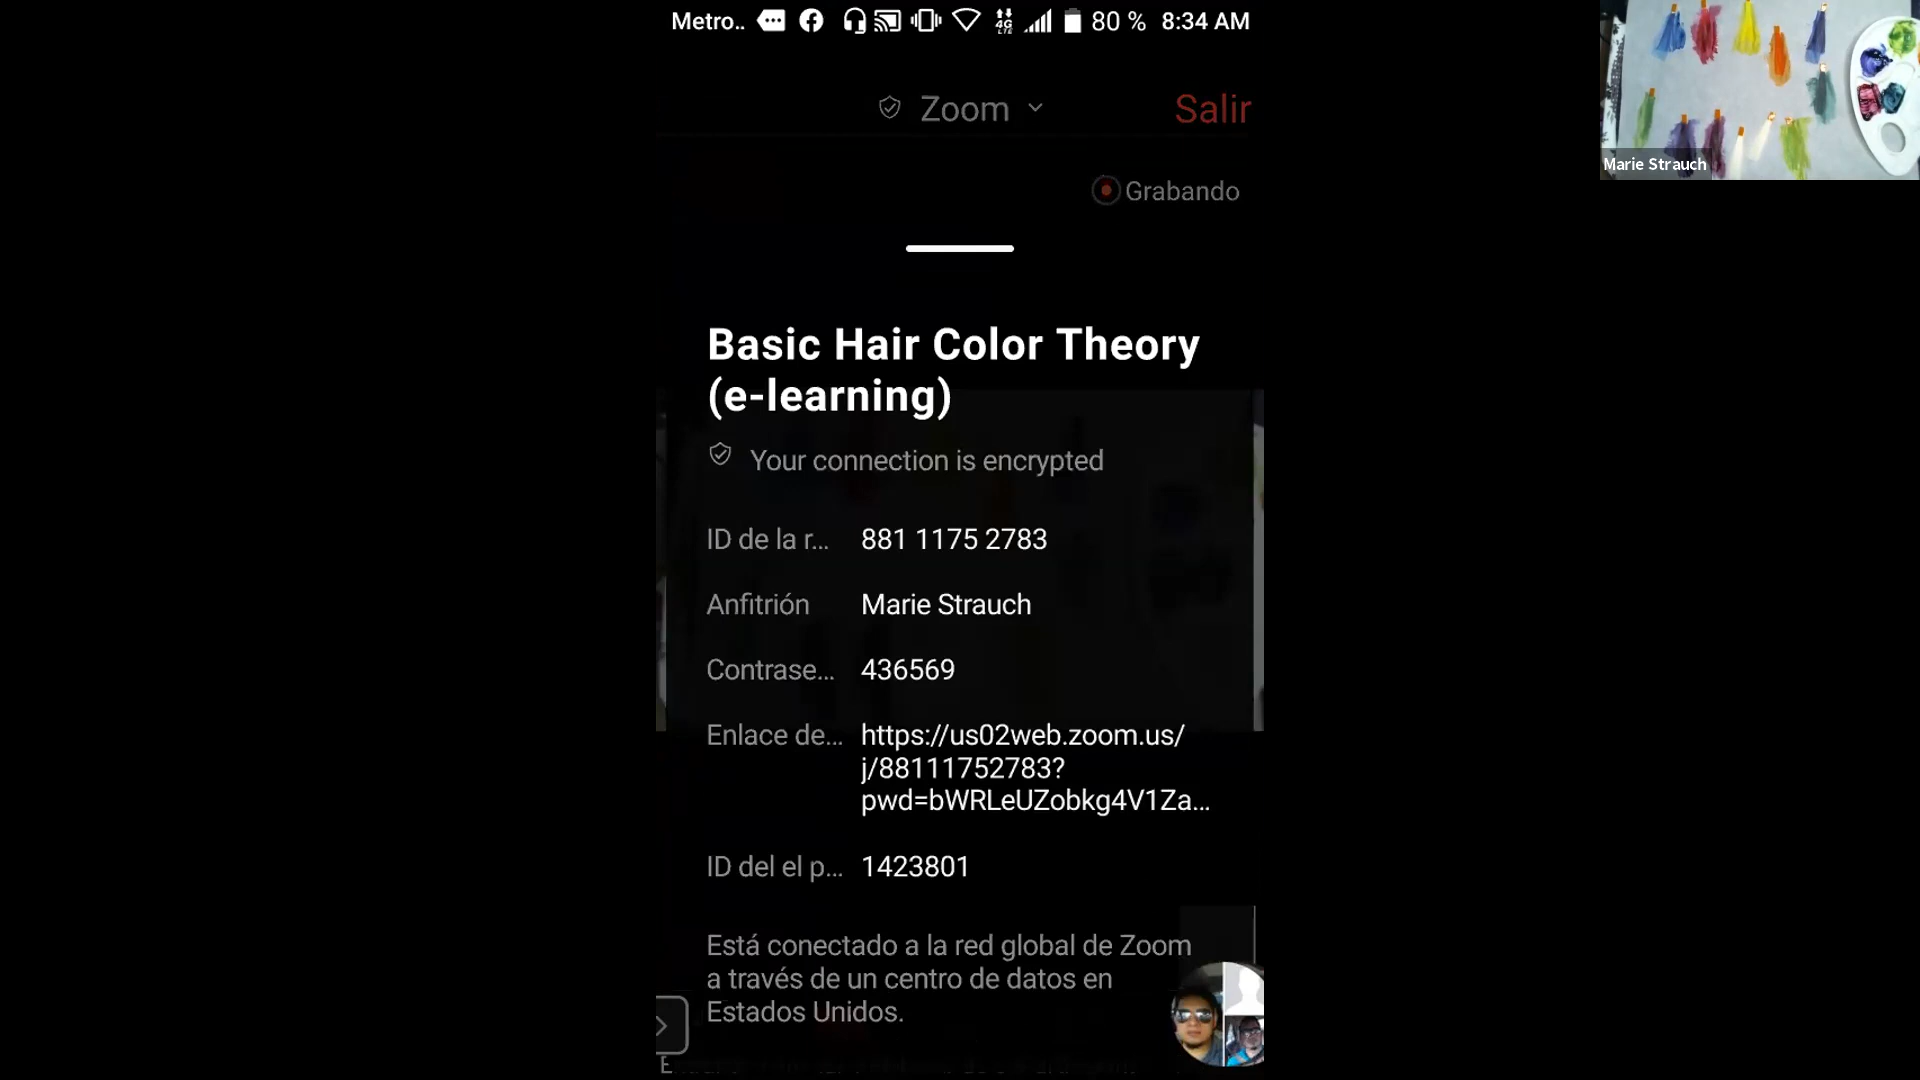 Metro.. 80 % 8:34 AM
4G
LTE
Zoom Salir
Grabando
Marie Strauch
Basic Hair Color Theory
(e-learning)
Your connection is encrypted
ID de la r... 881 1175 2783
Anfitrión Marie Strauch
Contrase... 436569
Enlace de... https://us02web.zoom.us/
j/88111752783?
pwd=bWRLeUZobkg4V1Za...
ID del el p... 1423801
Está conectado a la red global de Zoom
a través de un centro de datos en
Estados Unidos.